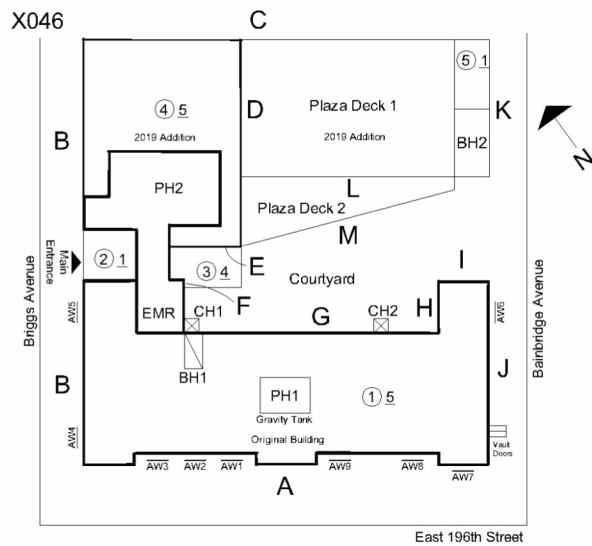 X046
C
④ 5
2019 Addition
D
Plaza Deck 1
2019 Addition
⑤ 1
K
BH2
B
PH2
L
Plaza Deck 2
M
N
Main
Entrance
② 1
③ 4
E
Courtyard
I
Briggs Avenue
Bainbridge Avenue
F
AW5
EMR
CH1
G
CH2
H
AW6
B
BH1
J
PH1
Gravity Tank
Original Building
① 5
AW4
Vault
Doors
AW3
AW2
AW1
A
AW9
AW8
AW7
East 196th Street